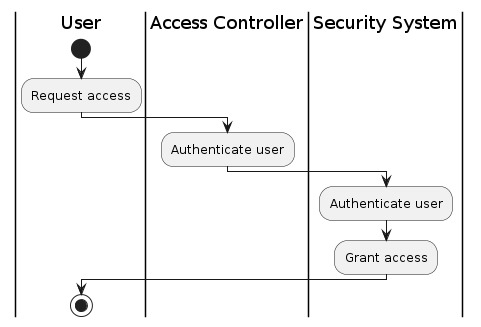 User
Access Controller
Security System
Request access
Authenticate user
Authenticate user
Grant access